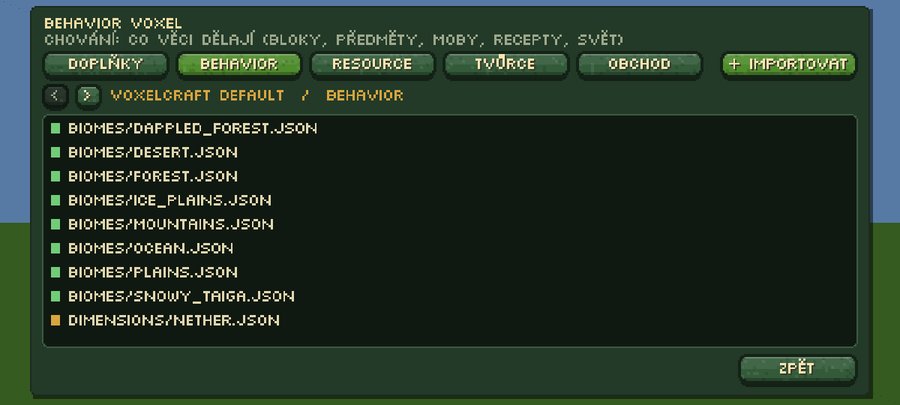 BEHAVIOR VOXEL
CHOVÁNÍ: CO VĚCI DĚLAJÍ (BLOKY, PŘEDMĚTY, MOBY, RECEPTY, SVĚT)
DOPLŇKY BEHAVIOR RESOURCE TVŮRCE OBCHOD + IMPORTOVAT
< > VOXELCRAFT DEFAULT / BEHAVIOR
BIOMES/DAPPLED_FOREST.JSON
BIOMES/DESERT.JSON
BIOMES/FOREST.JSON
BIOMES/ICE_PLAINS.JSON
BIOMES/MOUNTAINS.JSON
BIOMES/OCEAN.JSON
BIOMES/PLAINS.JSON
BIOMES/SNOWY_TAIGA.JSON
DIMENSIONS/NETHER.JSON
ZPĚT